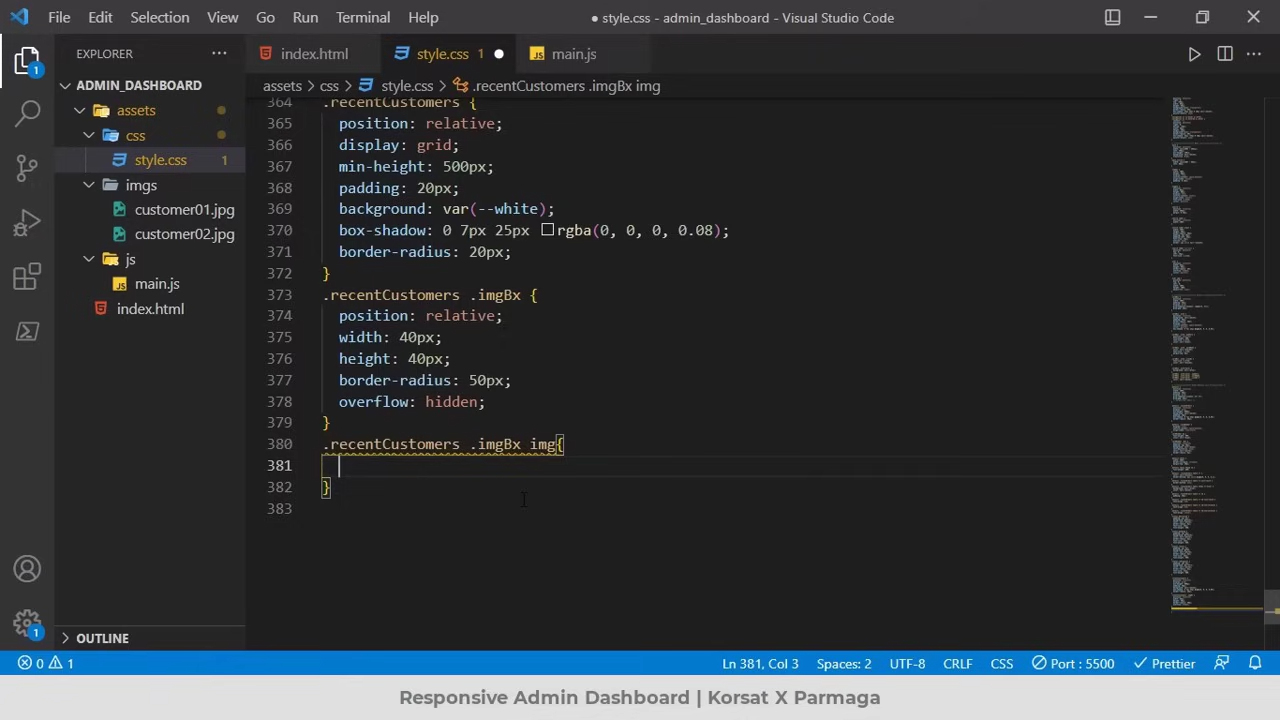 File Edit Selection View Go Run Terminal Help ● style.css - admin_dashboard - Visual Studio Code
EXPLORER ··· index.html style.css 1 ● main.js
ADMIN_DASHBOARD assets > css > style.css > .recentCustomers .imgBx img
assets
css
style.css 1
imgs
customer01.jpg
customer02.jpg
js
main.js
index.html
364 .recentCustomers {
365 position: relative;
366 display: grid;
367 min-height: 500px;
368 padding: 20px;
369 background: var(--white);
370 box-shadow: 0 7px 25px rgba(0, 0, 0, 0.08);
371 border-radius: 20px;
372 }
373 .recentCustomers .imgBx {
374 position: relative;
375 width: 40px;
376 height: 40px;
377 border-radius: 50px;
378 overflow: hidden;
379 }
380 .recentCustomers .imgBx img{
381
382 }
383
1
1
OUTLINE
0 1 Ln 381, Col 3 Spaces: 2 UTF-8 CRLF CSS Port : 5500 Prettier
Responsive Admin Dashboard | Korsat X Parmaga